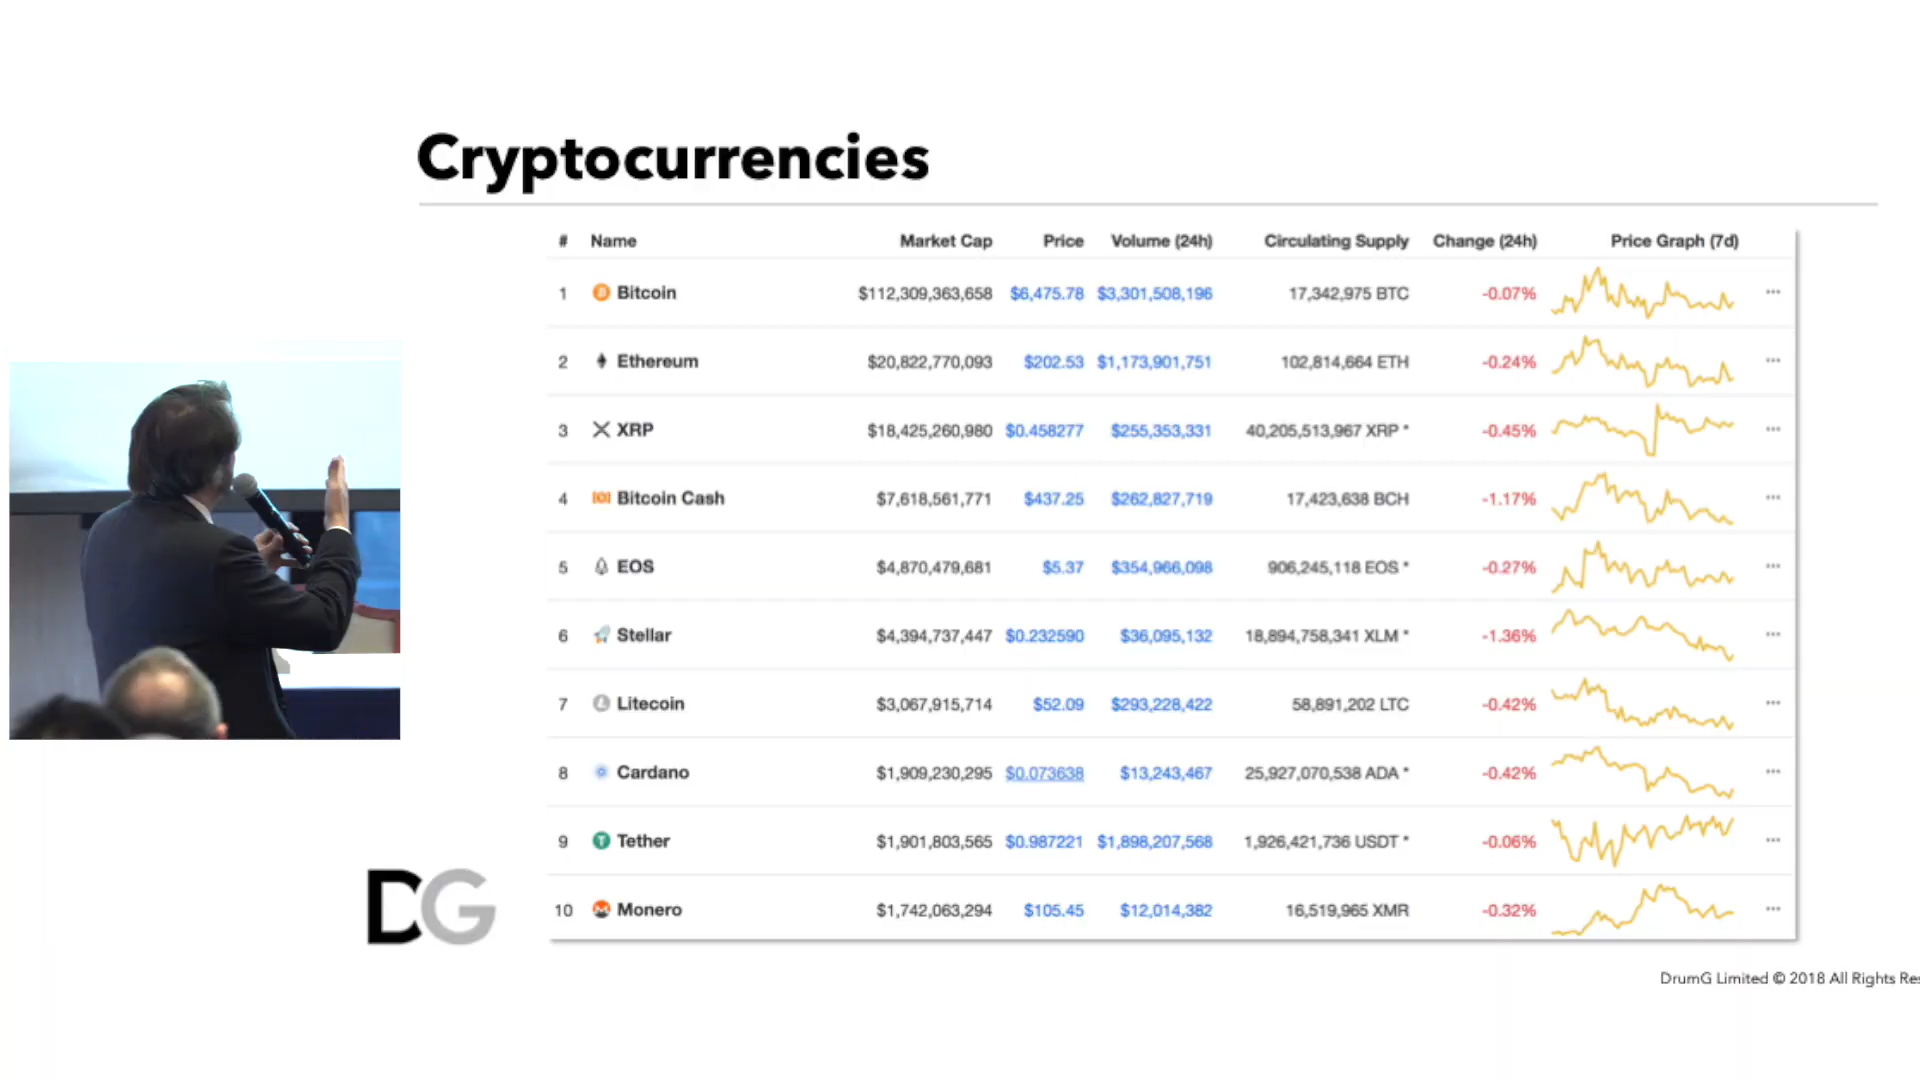 Cryptocurrencies
# Name Market Cap Price Volume (24h) Circulating Supply Change (24h) Price Graph (7d)
1 Bitcoin $112,309,363,658 $6,475.78 $3,301,508,196 17,342,975 BTC -0.07%
2 Ethereum $20,822,770,093 $202.53 $1,173,901,751 102,814,664 ETH -0.24%
3 XRP $18,425,260,980 $0.458277 $255,353,331 40,205,513,967 XRP * -0.45%
4 Bitcoin Cash $7,618,561,771 $437.25 $262,827,719 17,423,638 BCH -1.17%
5 EOS $4,870,479,681 $5.37 $354,966,098 906,245,118 EOS * -0.27%
6 Stellar $4,394,737,447 $0.232590 $36,095,132 18,894,758,341 XLM * -1.36%
7 Litecoin $3,067,915,714 $52.09 $293,228,422 58,891,202 LTC -0.42%
8 Cardano $1,909,230,295 $0.073638 $13,243,467 25,927,070,538 ADA * -0.42%
9 Tether $1,901,803,565 $0.987221 $1,898,207,568 1,926,421,736 USDT * -0.06%
10 Monero $1,742,063,294 $105.45 $12,014,382 16,519,965 XMR -0.32%
DG
DrumG Limited © 2018 All Rights Res